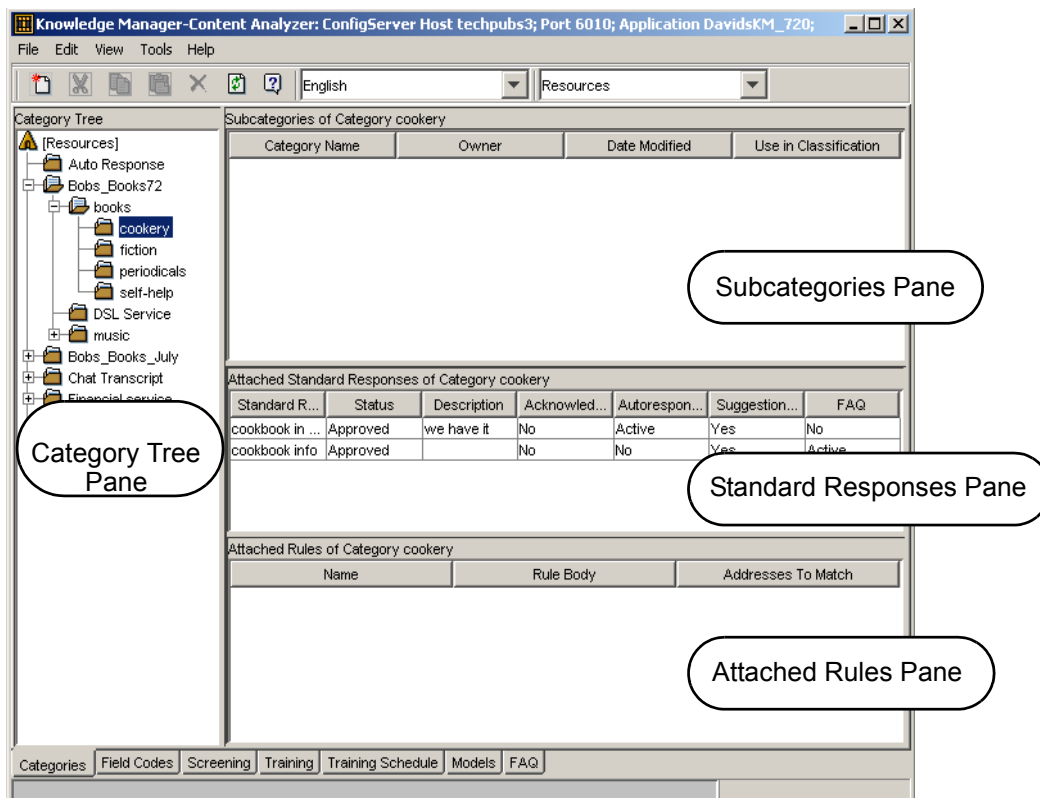 Knowledge Manager-Content Analyzer: ConfigServer Host techpubs3; Port 6010; Application DavidsKM_720;
File Edit View Tools Help
English Resources
Category Tree
[Resources]
Auto Response
Bobs_Books72
books
cookery
fiction
periodicals
self-help
DSL Service
music
Bobs_Books_July
Chat Transcript
Financial service
Category Tree
Pane
Subcategories of Category cookery
Category Name Owner Date Modified Use in Classification
Subcategories Pane
Attached Standard Responses of Category cookery
Standard R... Status Description Acknowled... Autorespon... Suggestion... FAQ
cookbook in ... Approved we have it No Active Yes No
cookbook info Approved No No Yes Active
Standard Responses Pane
Attached Rules of Category cookery
Name Rule Body Addresses To Match
Attached Rules Pane
Categories Field Codes Screening Training Training Schedule Models FAQ